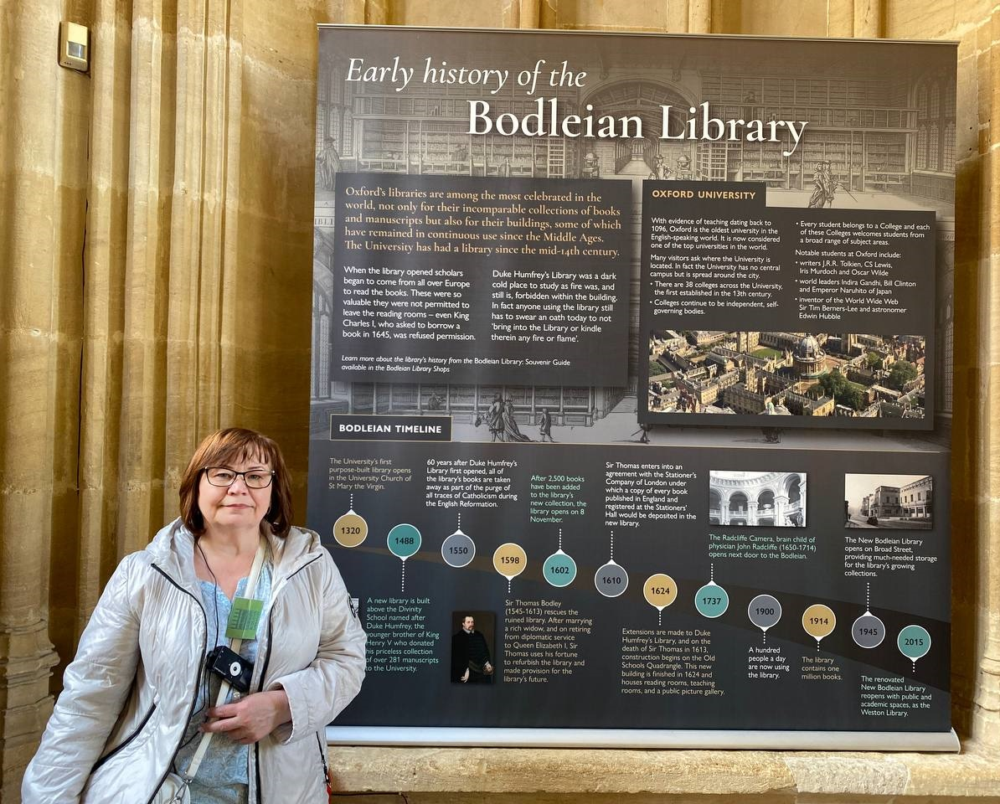 Early history of the
Bodleian Library
Oxford's libraries are among the most celebrated in the
world, not only for their incomparable collections of books
and manuscripts but also for their buildings, some of which
have remained in continuous use since the Middle Ages.
The University has had a library since the mid-14th century.
When the library opened scholars
began to come from all over Europe
to read the books. These were so
valuable they were not permitted to
leave the reading rooms – even King
Charles I, who asked to borrow a
book in 1645, was refused permission.
Duke Humfrey's Library was a dark
cold place to study as fire was, and
still is, forbidden within the building.
In fact anyone using the library still
has to swear an oath today to not
'bring into the Library or kindle
therein any fire or flame'.
Learn more about the library's history from the Bodleian Library: Souvenir Guide
available in the Bodleian Library Shops
OXFORD UNIVERSITY
With evidence of teaching dating back to
1096, Oxford is the oldest university in the
English-speaking world. It is now considered
one of the top universities in the world.
Many visitors ask where the University is
located. In fact the University has no central
campus but is spread around the city.
• There are 38 colleges across the University,
the first established in the 13th century.
• Colleges continue to be independent, self-
governing bodies.
• Every student belongs to a College and each
of these Colleges welcomes students from
a broad range of subject areas.
Notable students at Oxford include:
• writers J.R.R. Tolkien, CS Lewis,
Iris Murdoch and Oscar Wilde
• world leaders Indira Gandhi, Bill Clinton
and Emperor Naruhito of Japan
• inventor of the World Wide Web
Sir Tim Berners-Lee and astronomer
Edwin Hubble
BODLEIAN TIMELINE
The University's first
purpose-built library opens
in the University Church of
St Mary the Virgin.
1320
1488
A new library is built
above the Divinity
School named after
Duke Humfrey, the
younger brother of King
Henry V who donated
his priceless collection
of over 281 manuscripts
to the University.
60 years after Duke Humfrey's
Library first opened, all of
the library's books are taken
away as part of the purge of
all traces of Catholicism during
the English Reformation.
1550
1598
Sir Thomas Bodley
(1545-1613) rescues the
ruined library. After marrying
a rich widow, and on retiring
from diplomatic service
to Queen Elizabeth I, Sir
Thomas uses his fortune
to refurbish the library and
made provision for the
library's future.
After 2,500 books
have been added
to the library's
new collection, the
library opens on 8
November.
1602
Sir Thomas enters into an
agreement with the Stationer's
Company of London under
which a copy of every book
published in England and
registered at the Stationers'
Hall would be deposited in the
new library.
1610
1624
Extensions are made to Duke
Humfrey's Library, and on the
death of Sir Thomas in 1613,
construction begins on the Old
Schools Quadrangle. This new
building is finished in 1624 and
houses reading rooms, teaching
rooms, and a public picture gallery.
The Radcliffe Camera, brain child of
physician John Radcliffe (1650-1714)
opens next door to the Bodleian.
1737
1900
A hundred
people a day
are now using
the library.
1914
The library
contains one
million books.
The New Bodleian Library
opens on Broad Street,
providing much-needed storage
for the library's growing
collections.
1945
2015
The renovated
New Bodleian Library
reopens with public and
academic spaces, as the
Weston Library.